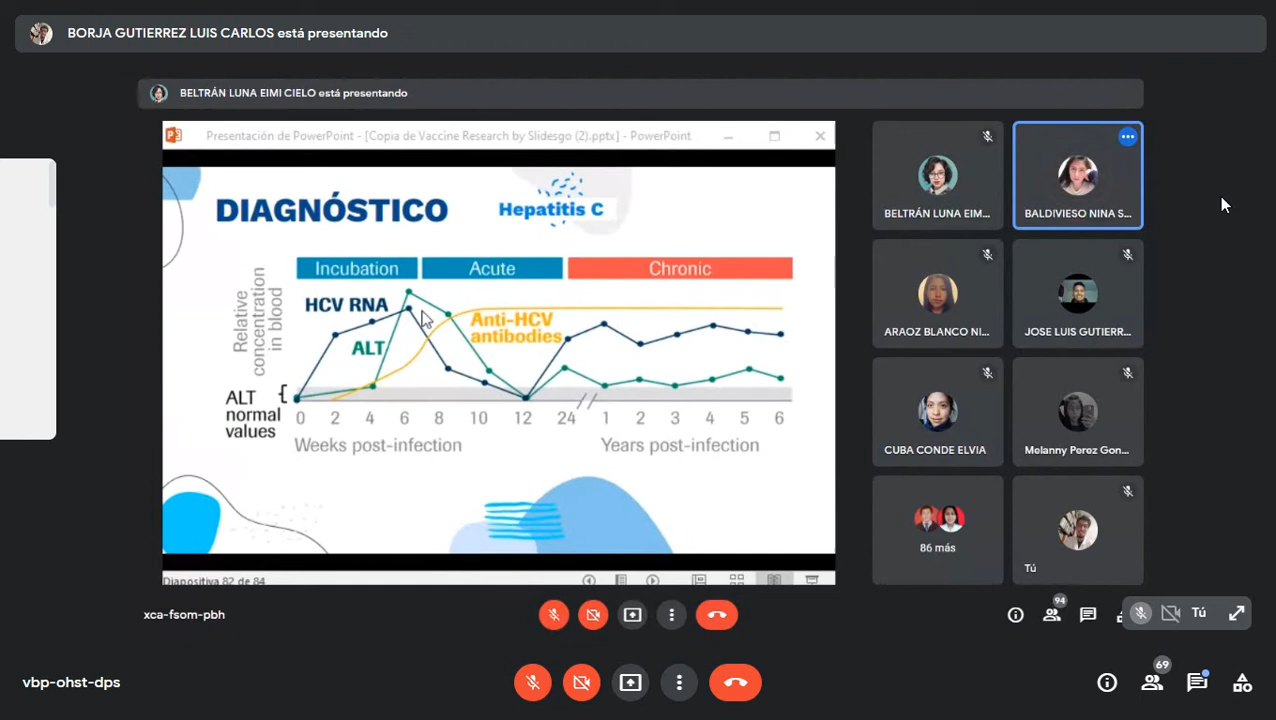 BORJA GUTIERREZ LUIS CARLOS está presentando
BELTRÁN LUNA EIMI CIELO está presentando
Presentación de PowerPoint - [Copia de Vaccine Research by Slidesgo (2).pptx] - PowerPoint
DIAGNÓSTICO
Hepatitis C
Incubation
Acute
Chronic
Relative
concentration
in blood
HCV RNA
ALT
Anti-HCV
antibodies
ALT
normal
values
0 2 4 6 8 10 12 24 1 2 3 4 5 6
Weeks post-infection
Years post-infection
Diapositiva 82 de 84
BELTRÁN LUNA EIM...
BALDIVIESO NINA S...
ARAOZ BLANCO NI...
JOSE LUIS GUTIERR...
CUBA CONDE ELVIA
Melanny Perez Gon...
86 más
Tú
xca-fsom-pbh
94
Tú
vbp-ohst-dps
69